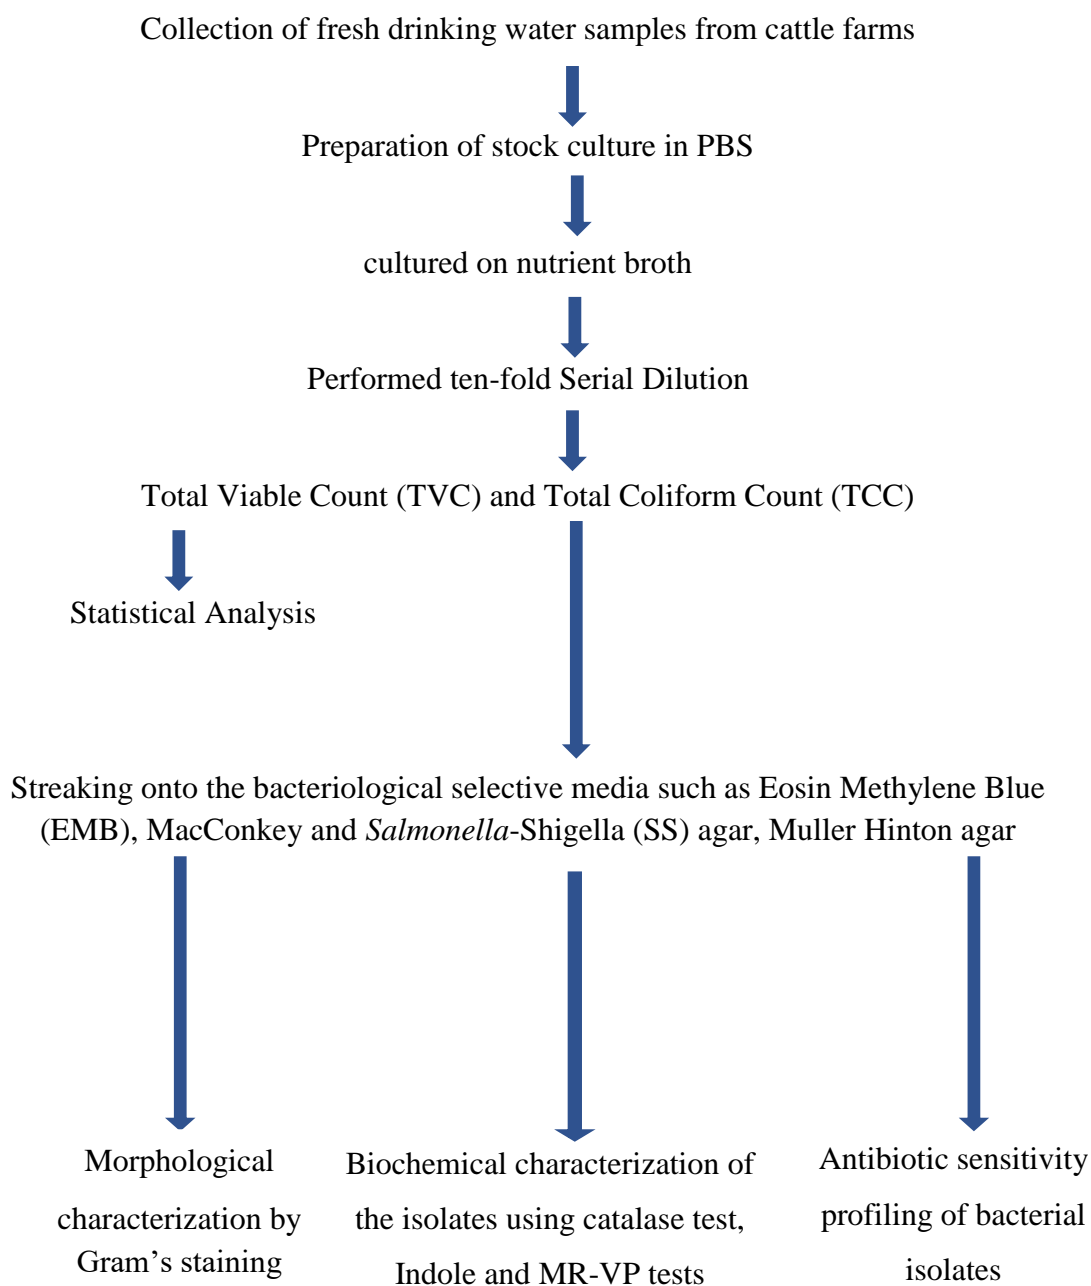 Collection of fresh drinking water samples from cattle farms
Preparation of stock culture in PBS
cultured on nutrient broth
Performed ten-fold Serial Dilution
Total Viable Count (TVC) and Total Coliform Count (TCC)
Statistical Analysis
Streaking onto the bacteriological selective media such as Eosin Methylene Blue
(EMB), MacConkey and Salmonella-Shigella (SS) agar, Muller Hinton agar
Morphological
characterization by
Gram’s staining
Biochemical characterization of
the isolates using catalase test,
Indole and MR-VP tests
Antibiotic sensitivity
profiling of bacterial
isolates